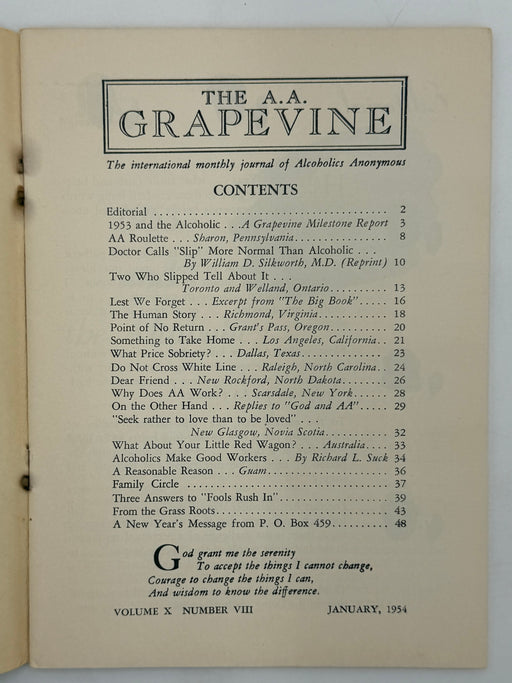 THE A.A.
GRAPEVINE
The international monthly journal of Alcoholics Anonymous
CONTENTS
Editorial ..................................... 2
1953 and the Alcoholic . . .A Grapevine Milestone Report 3
AA Roulette . . . Sharon, Pennsylvania............... 8
Doctor Calls "Slip" More Normal Than Alcoholic . . .
By William D. Silkworth, M.D. (Reprint) 10
Two Who Slipped Tell About It . . .
Toronto and Welland, Ontario........... 13
Lest We Forget . . . Excerpt from "The Big Book"..... 16
The Human Story . . . Richmond, Virginia............ 18
Point of No Return . . . Grant's Pass, Oregon.......... 20
Something to Take Home . . . Los Angeles, California.. 21
What Price Sobriety? . . . Dallas, Texas.............. 23
Do Not Cross White Line . . . Raleigh, North Carolina.. 24
Dear Friend . . . New Rockford, North Dakota........ 26
Why Does AA Work? . . . Scarsdale, New York....... 28
On the Other Hand . . . Replies to "God and AA"..... 29
"Seek rather to love than to be Joved" . . .
New Glasgow, Novia Scotia............ 32
What About Your Little Red Wagon? . . . Australia.... 33
Alcoholics Make Good Workers . . . By Richard L. Suck 34
A Reasonable Reason . . . Guam.................... 36
Family Circle ................................. 37
Three Answers to "Fools Rush In".................. 39
From the Grass Roots............................ 43
A New Year's Message from P. O. Box 459.......... 48
God grant me the serenity
To accept the things I cannot change,
Courage to change the things I can,
And wisdom to know the difference.
VOLUME X NUMBER VIII JANUARY, 1954